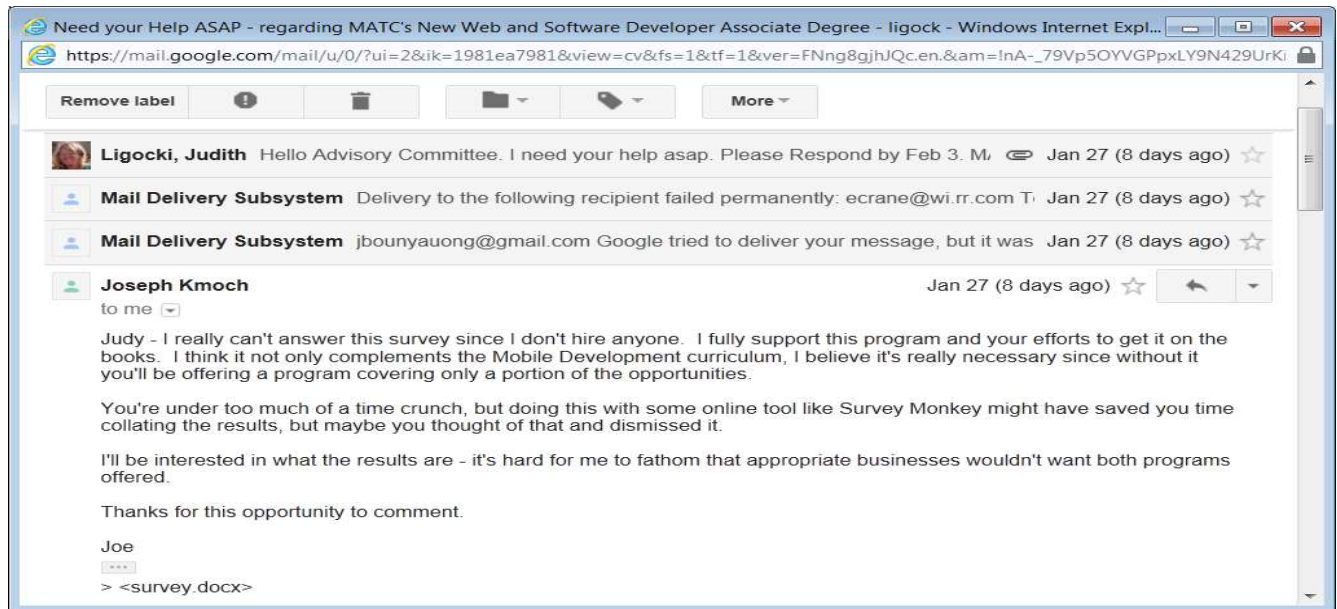 Need your Help ASAP - regarding MATC's New Web and Software Developer Associate Degree - ligock - Windows Internet Expl...
https://mail.google.com/mail/u/0/?ui=2&ik=1981ea7981&view=cv&fs=1&tf=1&ver=FNng8gjhJQc.en.&am=!nA-_79Vp5OYVGPpxLY9N429UrKi
Remove label More
Ligocki, Judith Hello Advisory Committee. I need your help asap. Please Respond by Feb 3. Jan 27 (8 days ago)
Mail Delivery Subsystem Delivery to the following recipient failed permanently: ecrane@wi.rr.com Jan 27 (8 days ago)
Mail Delivery Subsystem jbounyauong@gmail.com Google tried to deliver your message, but it was Jan 27 (8 days ago)
Joseph Kmoch Jan 27 (8 days ago)
to me
Judy - I really can't answer this survey since I don't hire anyone. I fully support this program and your efforts to get it on the
books. I think it not only complements the Mobile Development curriculum, I believe it's really necessary since without it
you'll be offering a program covering only a portion of the opportunities.
You're under too much of a time crunch, but doing this with some online tool like Survey Monkey might have saved you time
collating the results, but maybe you thought of that and dismissed it.
I'll be interested in what the results are - it's hard for me to fathom that appropriate businesses wouldn't want both programs
offered.
Thanks for this opportunity to comment.
Joe
> <survey.docx>